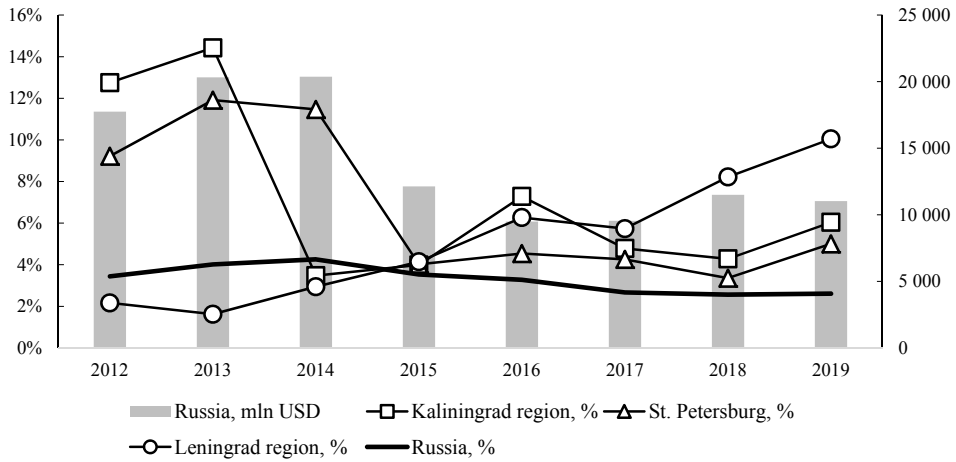 16% 25 000
14%
20 000
12%
10% 15 000
8%
10 000
6%
4%
5 000
2%
0% 0
2012 2013 2014 2015 2016 2017 2018 2019
Russia, mln USD Kaliningrad region, % St. Petersburg, %
Leningrad region, % Russia, %